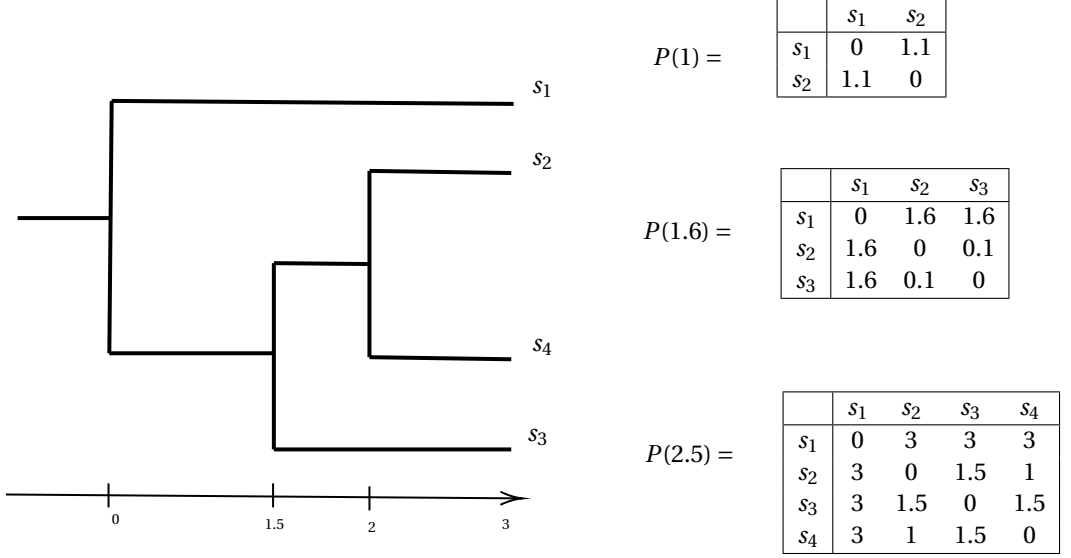 s₁
s₂
s₄
s₃
0 1.5 2 3
P(1) =
s₁ s₂
s₁ 0 1.1
s₂ 1.1 0
P(1.6) =
s₁ s₂ s₃
s₁ 0 1.6 1.6
s₂ 1.6 0 0.1
s₃ 1.6 0.1 0
P(2.5) =
s₁ s₂ s₃ s₄
s₁ 0 3 3 3
s₂ 3 0 1.5 1
s₃ 3 1.5 0 1.5
s₄ 3 1 1.5 0